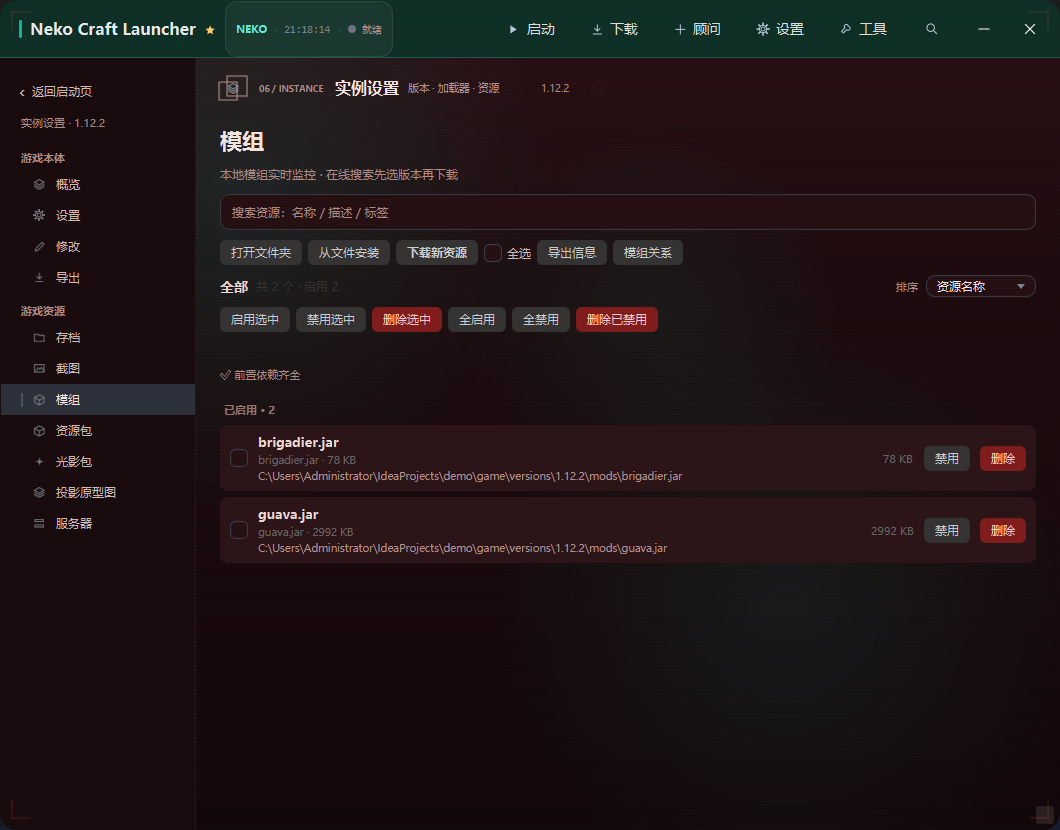 Neko Craft Launcher
NEKO · 21:18:14 · 就绪
启动
下载
顾问
设置
工具
返回启动页
实例设置 · 1.12.2
游戏本体
概览
设置
修改
导出
游戏资源
存档
截图
模组
资源包
光影包
投影原型图
服务器
06 / INSTANCE 实例设置 版本 · 加载器 · 资源 1.12.2
模组
本地模组实时监控 · 在线搜索先选版本再下载
搜索资源：名称 / 描述 / 标签
打开文件夹 从文件安装 下载新资源 全选 导出信息 模组关系
全部 共 2 个 · 启用 2 排序 资源名称
启用选中 禁用选中 删除选中 全启用 全禁用 删除已禁用
前置依赖齐全
已启用 • 2
brigadier.jar
brigadier.jar · 78 KB
C:\Users\Administrator\IdeaProjects\demo\game\versions\1.12.2\mods\brigadier.jar
78 KB 禁用 删除
guava.jar
guava.jar · 2992 KB
C:\Users\Administrator\IdeaProjects\demo\game\versions\1.12.2\mods\guava.jar
2992 KB 禁用 删除